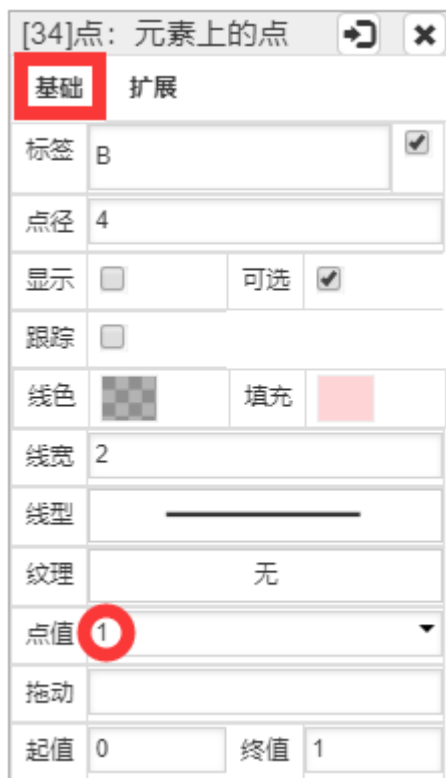 [34]点：元素上的点
基础 扩展
标签 B
点径 4
显示 可选
跟踪
线色 填充
线宽 2
线型
纹理 无
点值 1
拖动
起值 0 终值 1